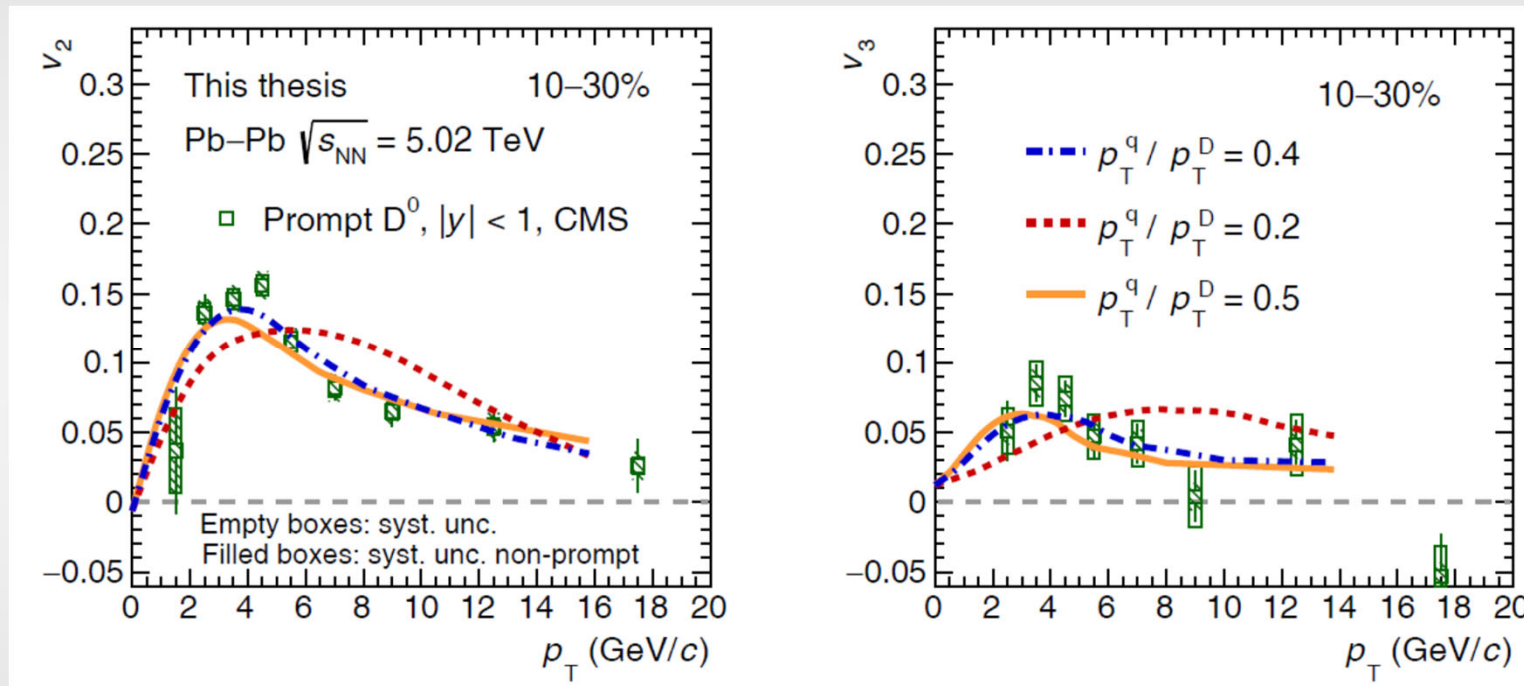 v₂
0.3
0.25
0.2
0.15
0.1
0.05
0
−0.05
This thesis
10–30%
Pb–Pb √sNN = 5.02 TeV
Prompt D⁰, |y| < 1, CMS
Empty boxes: syst. unc.
Filled boxes: syst. unc. non-prompt
0 2 4 6 8 10 12 14 16 18 20
pT (GeV/c)
v₃
0.3
0.25
0.2
0.15
0.1
0.05
0
−0.05
10–30%
pTq / pTD = 0.4
pTq / pTD = 0.2
pTq / pTD = 0.5
0 2 4 6 8 10 12 14 16 18 20
pT (GeV/c)